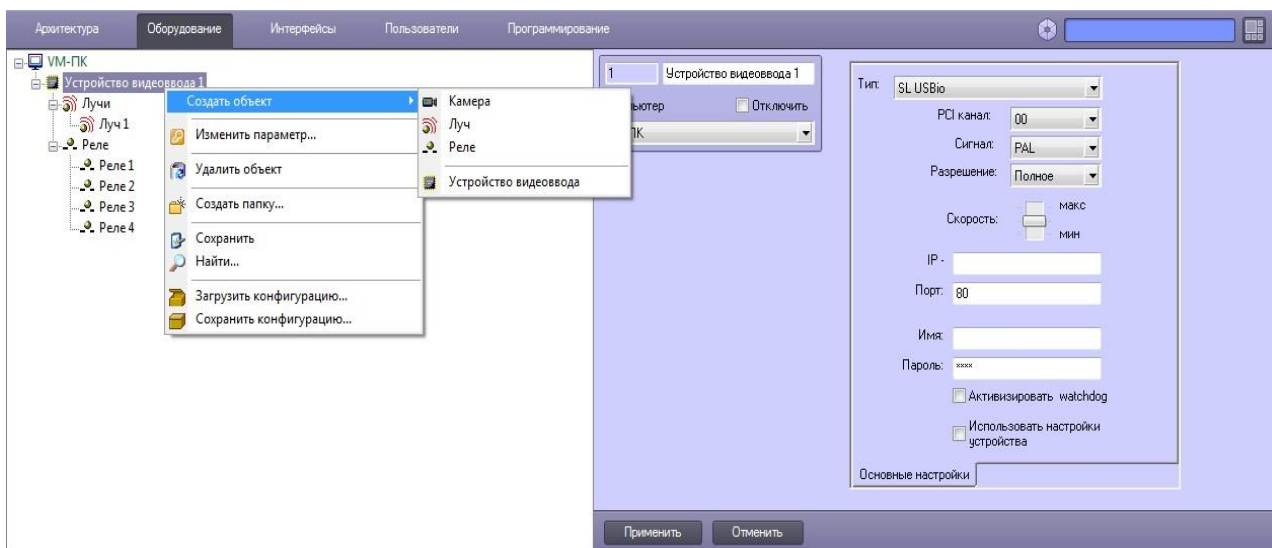 Архитектура Оборудование Интерфейсы Пользователи Программирование
VM-ПК
Устройство видеоввода 1
Лучи
Луч 1
Реле
Реле 1
Реле 2
Реле 3
Реле 4
Создать объект
Изменить параметр...
Удалить объект
Создать папку...
Сохранить
Найти...
Загрузить конфигурацию...
Сохранить конфигурацию...
Камера
Луч
Реле
Устройство видеоввода
1 Устройство видеоввода 1
ьютер Отключить
ПК
Тип: SL USBio
PCI канал: 00
Сигнал: PAL
Разрешение: Полное
Скорость: макс
мин
IP -
Порт: 80
Имя:
Пароль: xxxx
Активизировать watchdog
Использовать настройки
устройства
Основные настройки
Применить Отменить